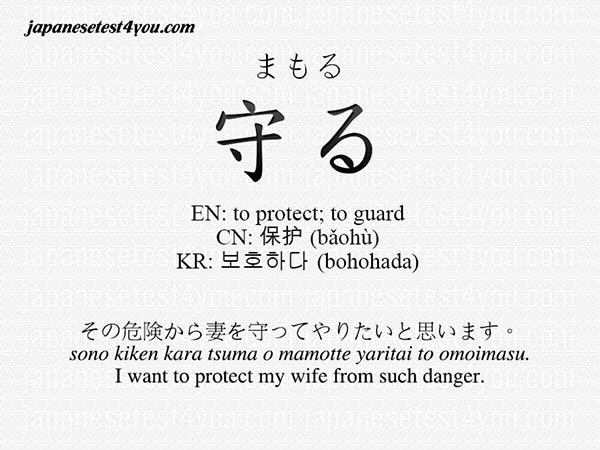 japanesetest4you.com
まもる
守る
EN: to protect; to guard
CN: 保护 (bǎohù)
KR: 보호하다 (bohohada)
その危険から妻を守ってやりたいと思います。
sono kiken kara tsuma o mamotte yaritai to omoimasu.
I want to protect my wife from such danger.